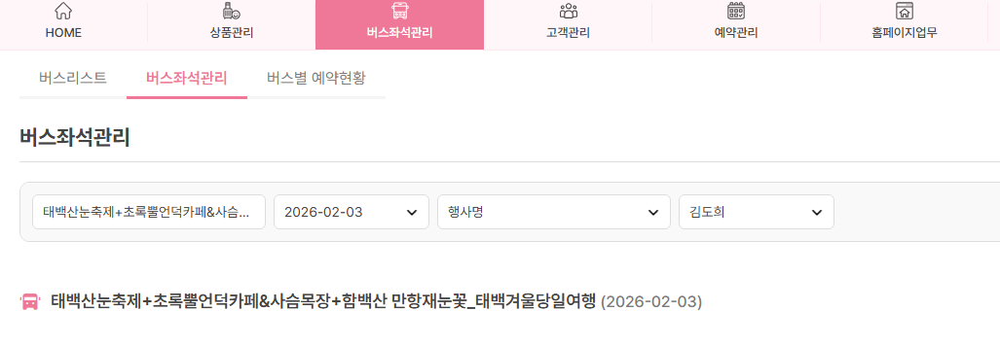 HOME 상품관리 버스좌석관리 고객관리 예약관리 홈페이지업무
버스리스트 버스좌석관리 버스별 예약현황
버스좌석관리
태백산눈축제+초록뿔언덕카페&사슴... 2026-02-03 행사명 김도희
태백산눈축제+초록뿔언덕카페&사슴목장+함백산 만항재눈꽃_태백겨울당일여행 (2026-02-03)